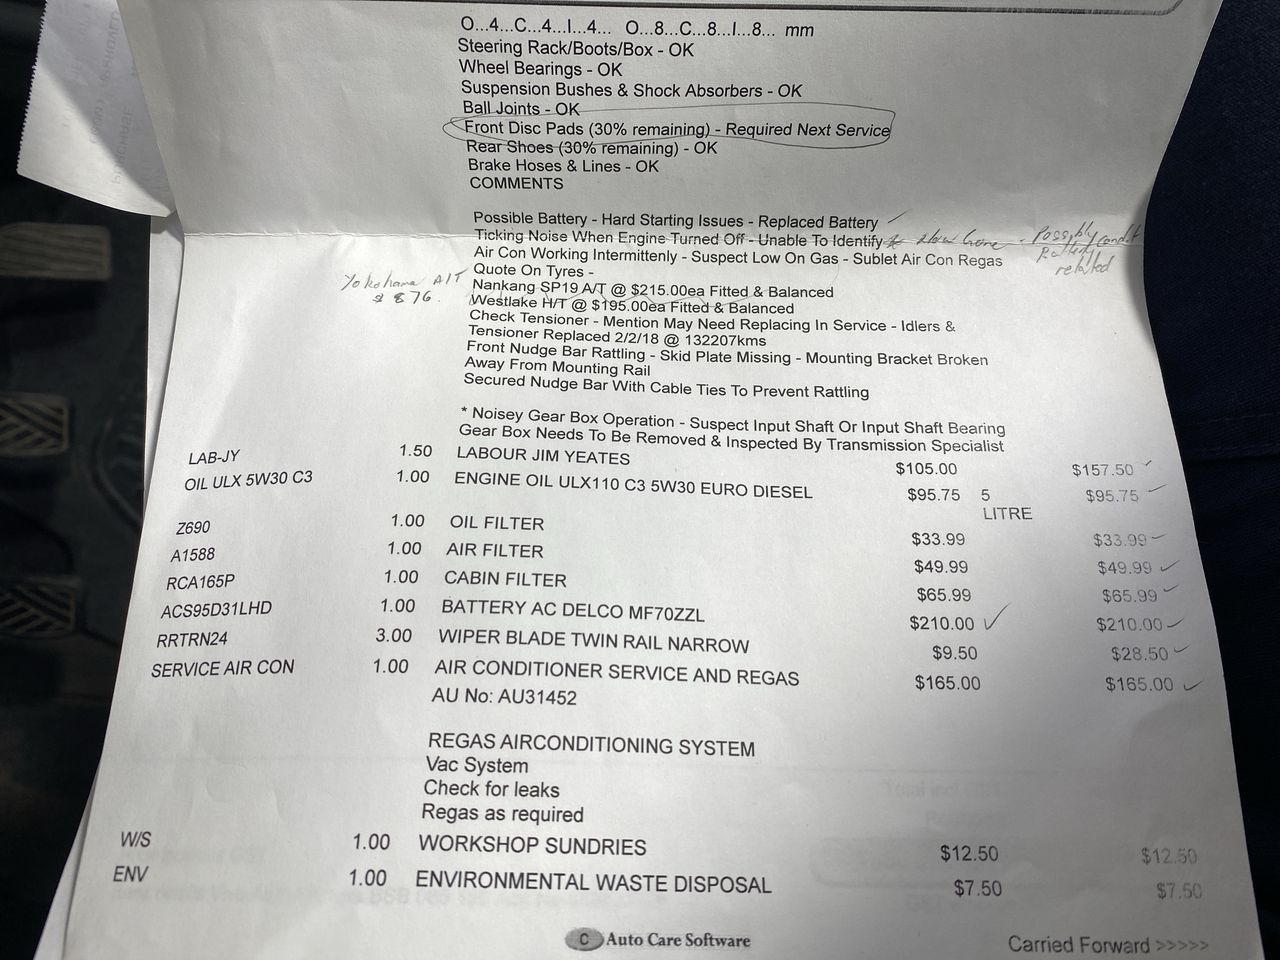 O...4...C...4...I...4... O...8...C...8...I...8... mm
Steering Rack/Boots/Box - OK
Wheel Bearings - OK
Suspension Bushes & Shock Absorbers - OK
Ball Joints - OK
Front Disc Pads (30% remaining) - Required Next Service
Rear Shoes (30% remaining) - OK
Brake Hoses & Lines - OK
COMMENTS
Possible Battery - Hard Starting Issues - Replaced Battery
Ticking Noise When Engine Turned Off - Unable To Identify Now Gone. Possibly
Battery
related
Air Con Working Intermittenly - Suspect Low On Gas - Sublet Air Con Regas
Quote On Tyres -
Yokohama A/T
$876.
Nankang SP19 A/T @ $215.00ea Fitted & Balanced
Westlake H/T @ $195.00ea Fitted & Balanced
Check Tensioner - Mention May Need Replacing In Service - Idlers &
Tensioner Replaced 2/2/18 @ 132207kms
Front Nudge Bar Rattling - Skid Plate Missing - Mounting Bracket Broken
Away From Mounting Rail
Secured Nudge Bar With Cable Ties To Prevent Rattling
* Noisey Gear Box Operation - Suspect Input Shaft Or Input Shaft Bearing
Gear Box Needs To Be Removed & Inspected By Transmission Specialist
LAB-JY 1.50 LABOUR JIM YEATES $105.00 $157.50
OIL ULX 5W30 C3 1.00 ENGINE OIL ULX110 C3 5W30 EURO DIESEL $95.75 5 $95.75
LITRE
Z690 1.00 OIL FILTER $33.99 $33.99
A1588 1.00 AIR FILTER $49.99 $49.99
RCA165P 1.00 CABIN FILTER $65.99 $65.99
ACS95D31LHD 1.00 BATTERY AC DELCO MF70ZZL $210.00 $210.00
RRTRN24 3.00 WIPER BLADE TWIN RAIL NARROW $9.50 $28.50
SERVICE AIR CON 1.00 AIR CONDITIONER SERVICE AND REGAS $165.00 $165.00
AU No: AU31452
REGAS AIRCONDITIONING SYSTEM
Vac System
Check for leaks
Regas as required
W/S 1.00 WORKSHOP SUNDRIES $12.50 $12.50
ENV 1.00 ENVIRONMENTAL WASTE DISPOSAL $7.50 $7.50
C Auto Care Software
Carried Forward >>>>>